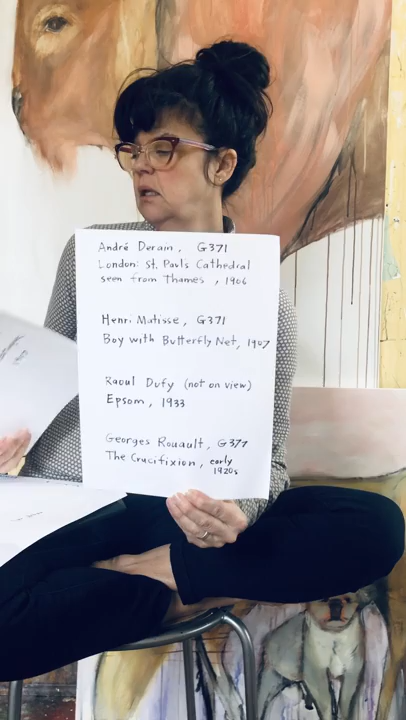 André Derain, G371
London: St. Paul's Cathedral
seen from Thames, 1906
Henri Matisse, G371
Boy with Butterfly Net, 1907
Raoul Dufy (not on view)
Epsom, 1933
Georges Rouault, G377
The Crucifixion, early
1920s